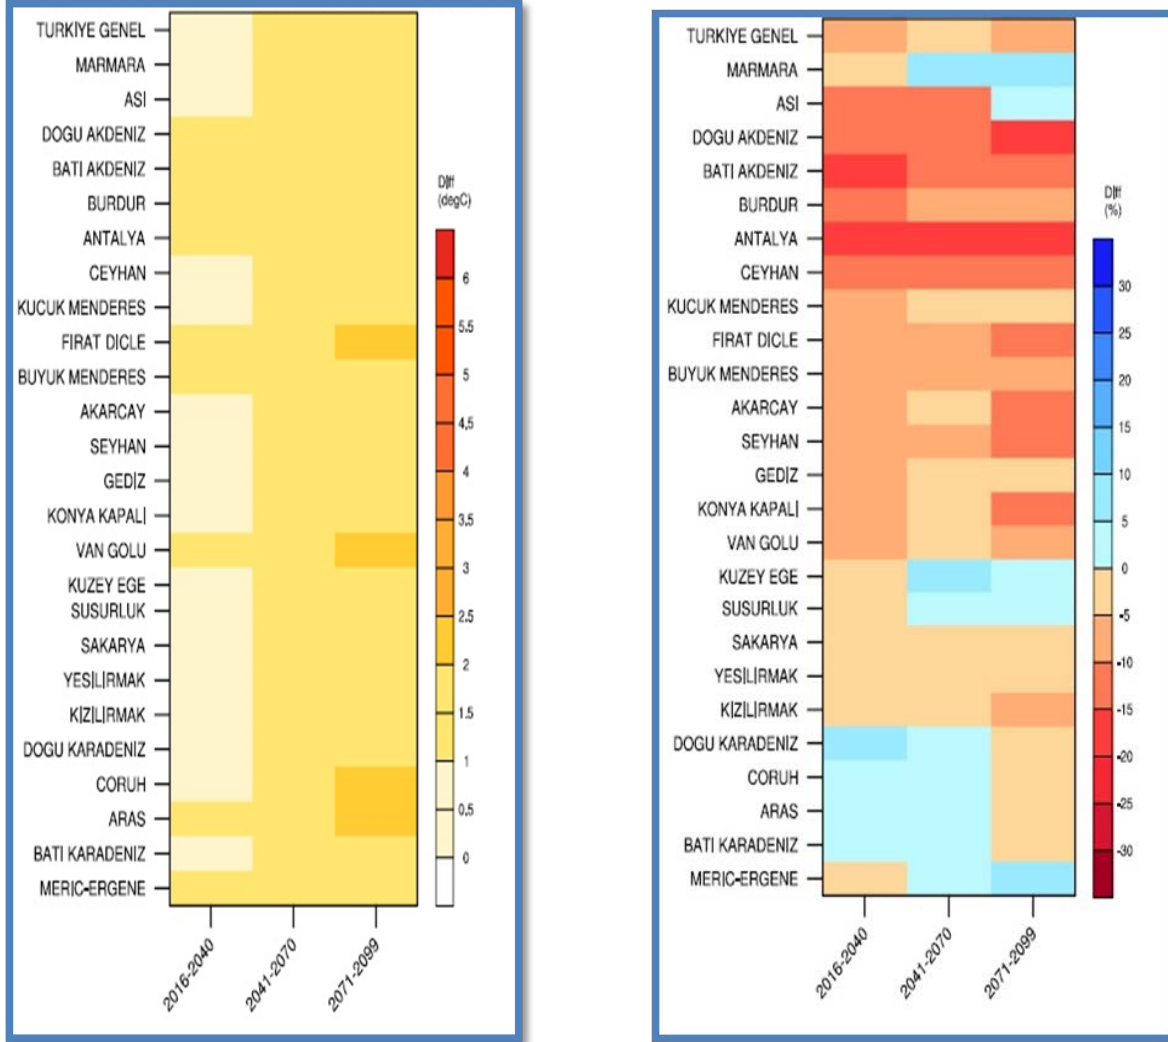 TURKİYE GENEL
MARMARA
ASI
DOGU AKDENIZ
BATI AKDENIZ
BURDUR
ANTALYA
CEYHAN
KUCUK MENDERES
FIRAT DICLE
BUYUK MENDERES
AKARCAY
SEYHAN
GEDİZ
KONYA KAPALİ
VAN GOLU
KUZEY EGE
SUSURLUK
SAKARYA
YESİLİRMAK
KİZİLİRMAK
DOGU KARADENIZ
CORUH
ARAS
BATI KARADENIZ
MERIC-ERGENE
2016-2040
2041-2070
2071-2099
Diff
(degC)
6
5.5
5
4.5
4
3.5
3
2.5
2
1.5
1
0.5
0
TURKİYE GENEL
MARMARA
ASI
DOGU AKDENIZ
BATI AKDENIZ
BURDUR
ANTALYA
CEYHAN
KUCUK MENDERES
FIRAT DICLE
BUYUK MENDERES
AKARCAY
SEYHAN
GEDİZ
KONYA KAPALİ
VAN GOLU
KUZEY EGE
SUSURLUK
SAKARYA
YESİLİRMAK
KİZİLİRMAK
DOGU KARADENIZ
CORUH
ARAS
BATI KARADENIZ
MERIC-ERGENE
2016-2040
2041-2070
2071-2099
Diff
(%)
30
25
20
15
10
5
0
-5
-10
-15
-20
-25
-30